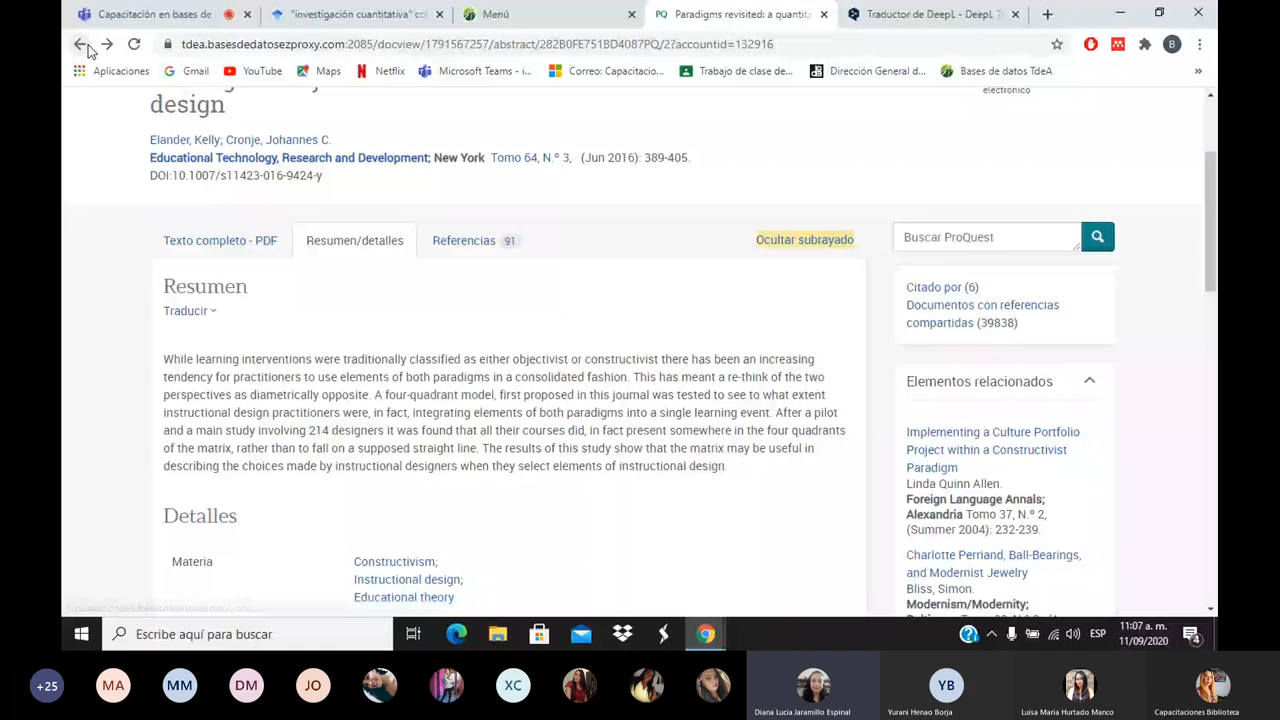 Capacitación en bases de
"investigación cuantitativa" col
Menú
PQ Paradigms revisited: a quantita
Traductor de DeepL - DeepL T
tdea.basesdedatosezproxy.com:2085/docview/1791567257/abstract/282B0FE751BD4087PQ/2?accountid=132916
B
Aplicaciones
Gmail
YouTube
Maps
Netflix
Microsoft Teams - i...
Correo: Capacitacio...
Trabajo de clase de...
Dirección General d...
Bases de datos TdeA
»
electrónico
design
Elander, Kelly; Cronje, Johannes C.
Educational Technology, Research and Development; New York Tomo 64, N.º 3, (Jun 2016): 389-405.
DOI:10.1007/s11423-016-9424-y
Texto completo - PDF
Resumen/detalles
Referencias 91
Ocultar subrayado
Buscar ProQuest
Resumen
Traducir
While learning interventions were traditionally classified as either objectivist or constructivist there has been an increasing
tendency for practitioners to use elements of both paradigms in a consolidated fashion. This has meant a re-think of the two
perspectives as diametrically opposite. A four-quadrant model, first proposed in this journal was tested to see to what extent
instructional design practitioners were, in fact, integrating elements of both paradigms into a single learning event. After a pilot
and a main study involving 214 designers it was found that all their courses did, in fact present somewhere in the four quadrants
of the matrix, rather than to fall on a supposed straight line. The results of this study show that the matrix may be useful in
describing the choices made by instructional designers when they select elements of instructional design.
Detalles
Materia
Constructivism;
Instructional design;
Educational theory
Citado por (6)
Documentos con referencias
compartidas (39838)
Elementos relacionados
Implementing a Culture Portfolio
Project within a Constructivist
Paradigm
Linda Quinn Allen.
Foreign Language Annals;
Alexandria Tomo 37, N.º 2,
(Summer 2004): 232-239.
Charlotte Perriand, Ball-Bearings,
and Modernist Jewelry
Bliss, Simon.
Modernism/Modernity;
Escribe aquí para buscar
ESP
11:07 a. m.
11/09/2020
4
+25
MA
MM
DM
JO
XC
YB
Diana Lucia Jaramillo Espinal
Yurani Henao Borja
Luisa Maria Hurtado Manco
Capacitaciones Biblioteca